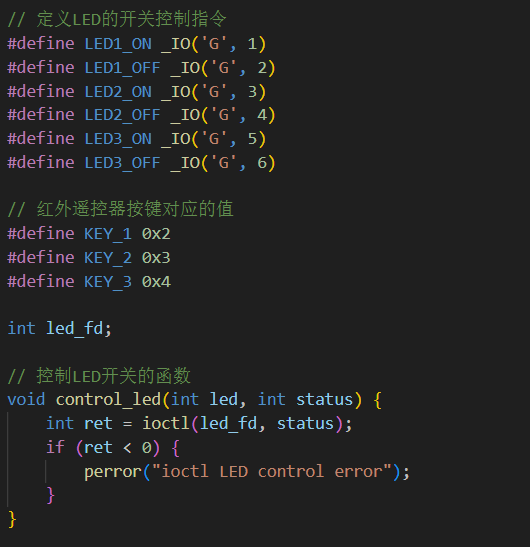 // 定义LED的开关控制指令
#define LED1_ON _IO('G', 1)
#define LED1_OFF _IO('G', 2)
#define LED2_ON _IO('G', 3)
#define LED2_OFF _IO('G', 4)
#define LED3_ON _IO('G', 5)
#define LED3_OFF _IO('G', 6)
// 红外遥控器按键对应的值
#define KEY_1 0x2
#define KEY_2 0x3
#define KEY_3 0x4
int led_fd;
// 控制LED开关的函数
void control_led(int led, int status) {
    int ret = ioctl(led_fd, status);
    if (ret < 0) {
        perror("ioctl LED control error");
    }
}